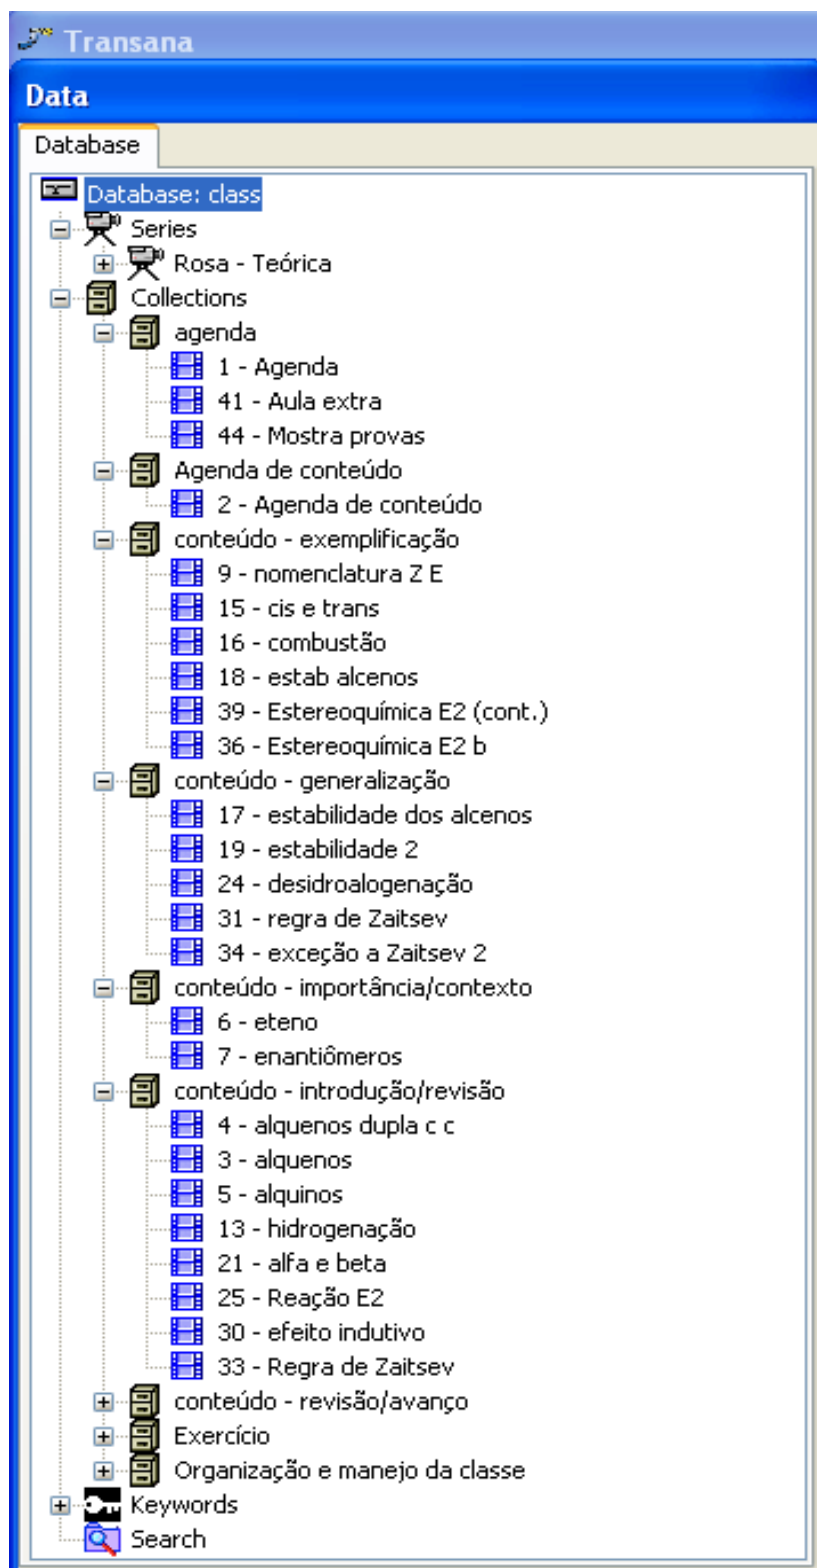 Transana
Data
Database
Database: class
Series
Rosa - Teórica
Collections
agenda
1 - Agenda
41 - Aula extra
44 - Mostra provas
Agenda de conteúdo
2 - Agenda de conteúdo
conteúdo - exemplificação
9 - nomenclatura Z E
15 - cis e trans
16 - combustão
18 - estab alcenos
39 - Estereoquímica E2 (cont.)
36 - Estereoquímica E2 b
conteúdo - generalização
17 - estabilidade dos alcenos
19 - estabilidade 2
24 - desidroalogenação
31 - regra de Zaitsev
34 - exceção a Zaitsev 2
conteúdo - importância/contexto
6 - eteno
7 - enantiômeros
conteúdo - introdução/revisão
4 - alquenos dupla c c
3 - alquenos
5 - alquinos
13 - hidrogenação
21 - alfa e beta
25 - Reação E2
30 - efeito indutivo
33 - Regra de Zaitsev
conteúdo - revisão/avanço
Exercício
Organização e manejo da classe
Keywords
Search